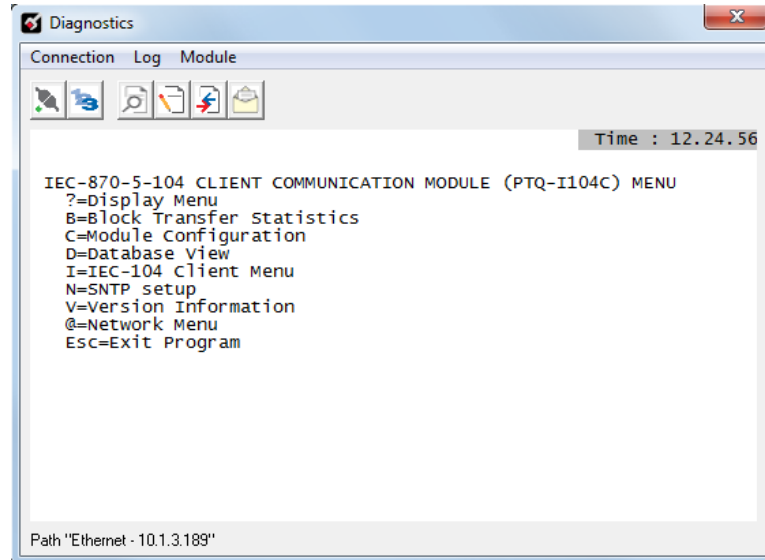 Diagnostics
Connection Log Module
Time : 12.24.56
IEC-870-5-104 CLIENT COMMUNICATION MODULE (PTQ-I104C) MENU
?=Display Menu
B=Block Transfer Statistics
C=Module Configuration
D=Database View
I=IEC-104 Client Menu
N=SNTP setup
V=Version Information
@=Network Menu
Esc=Exit Program
Path "Ethernet - 10.1.3.189"